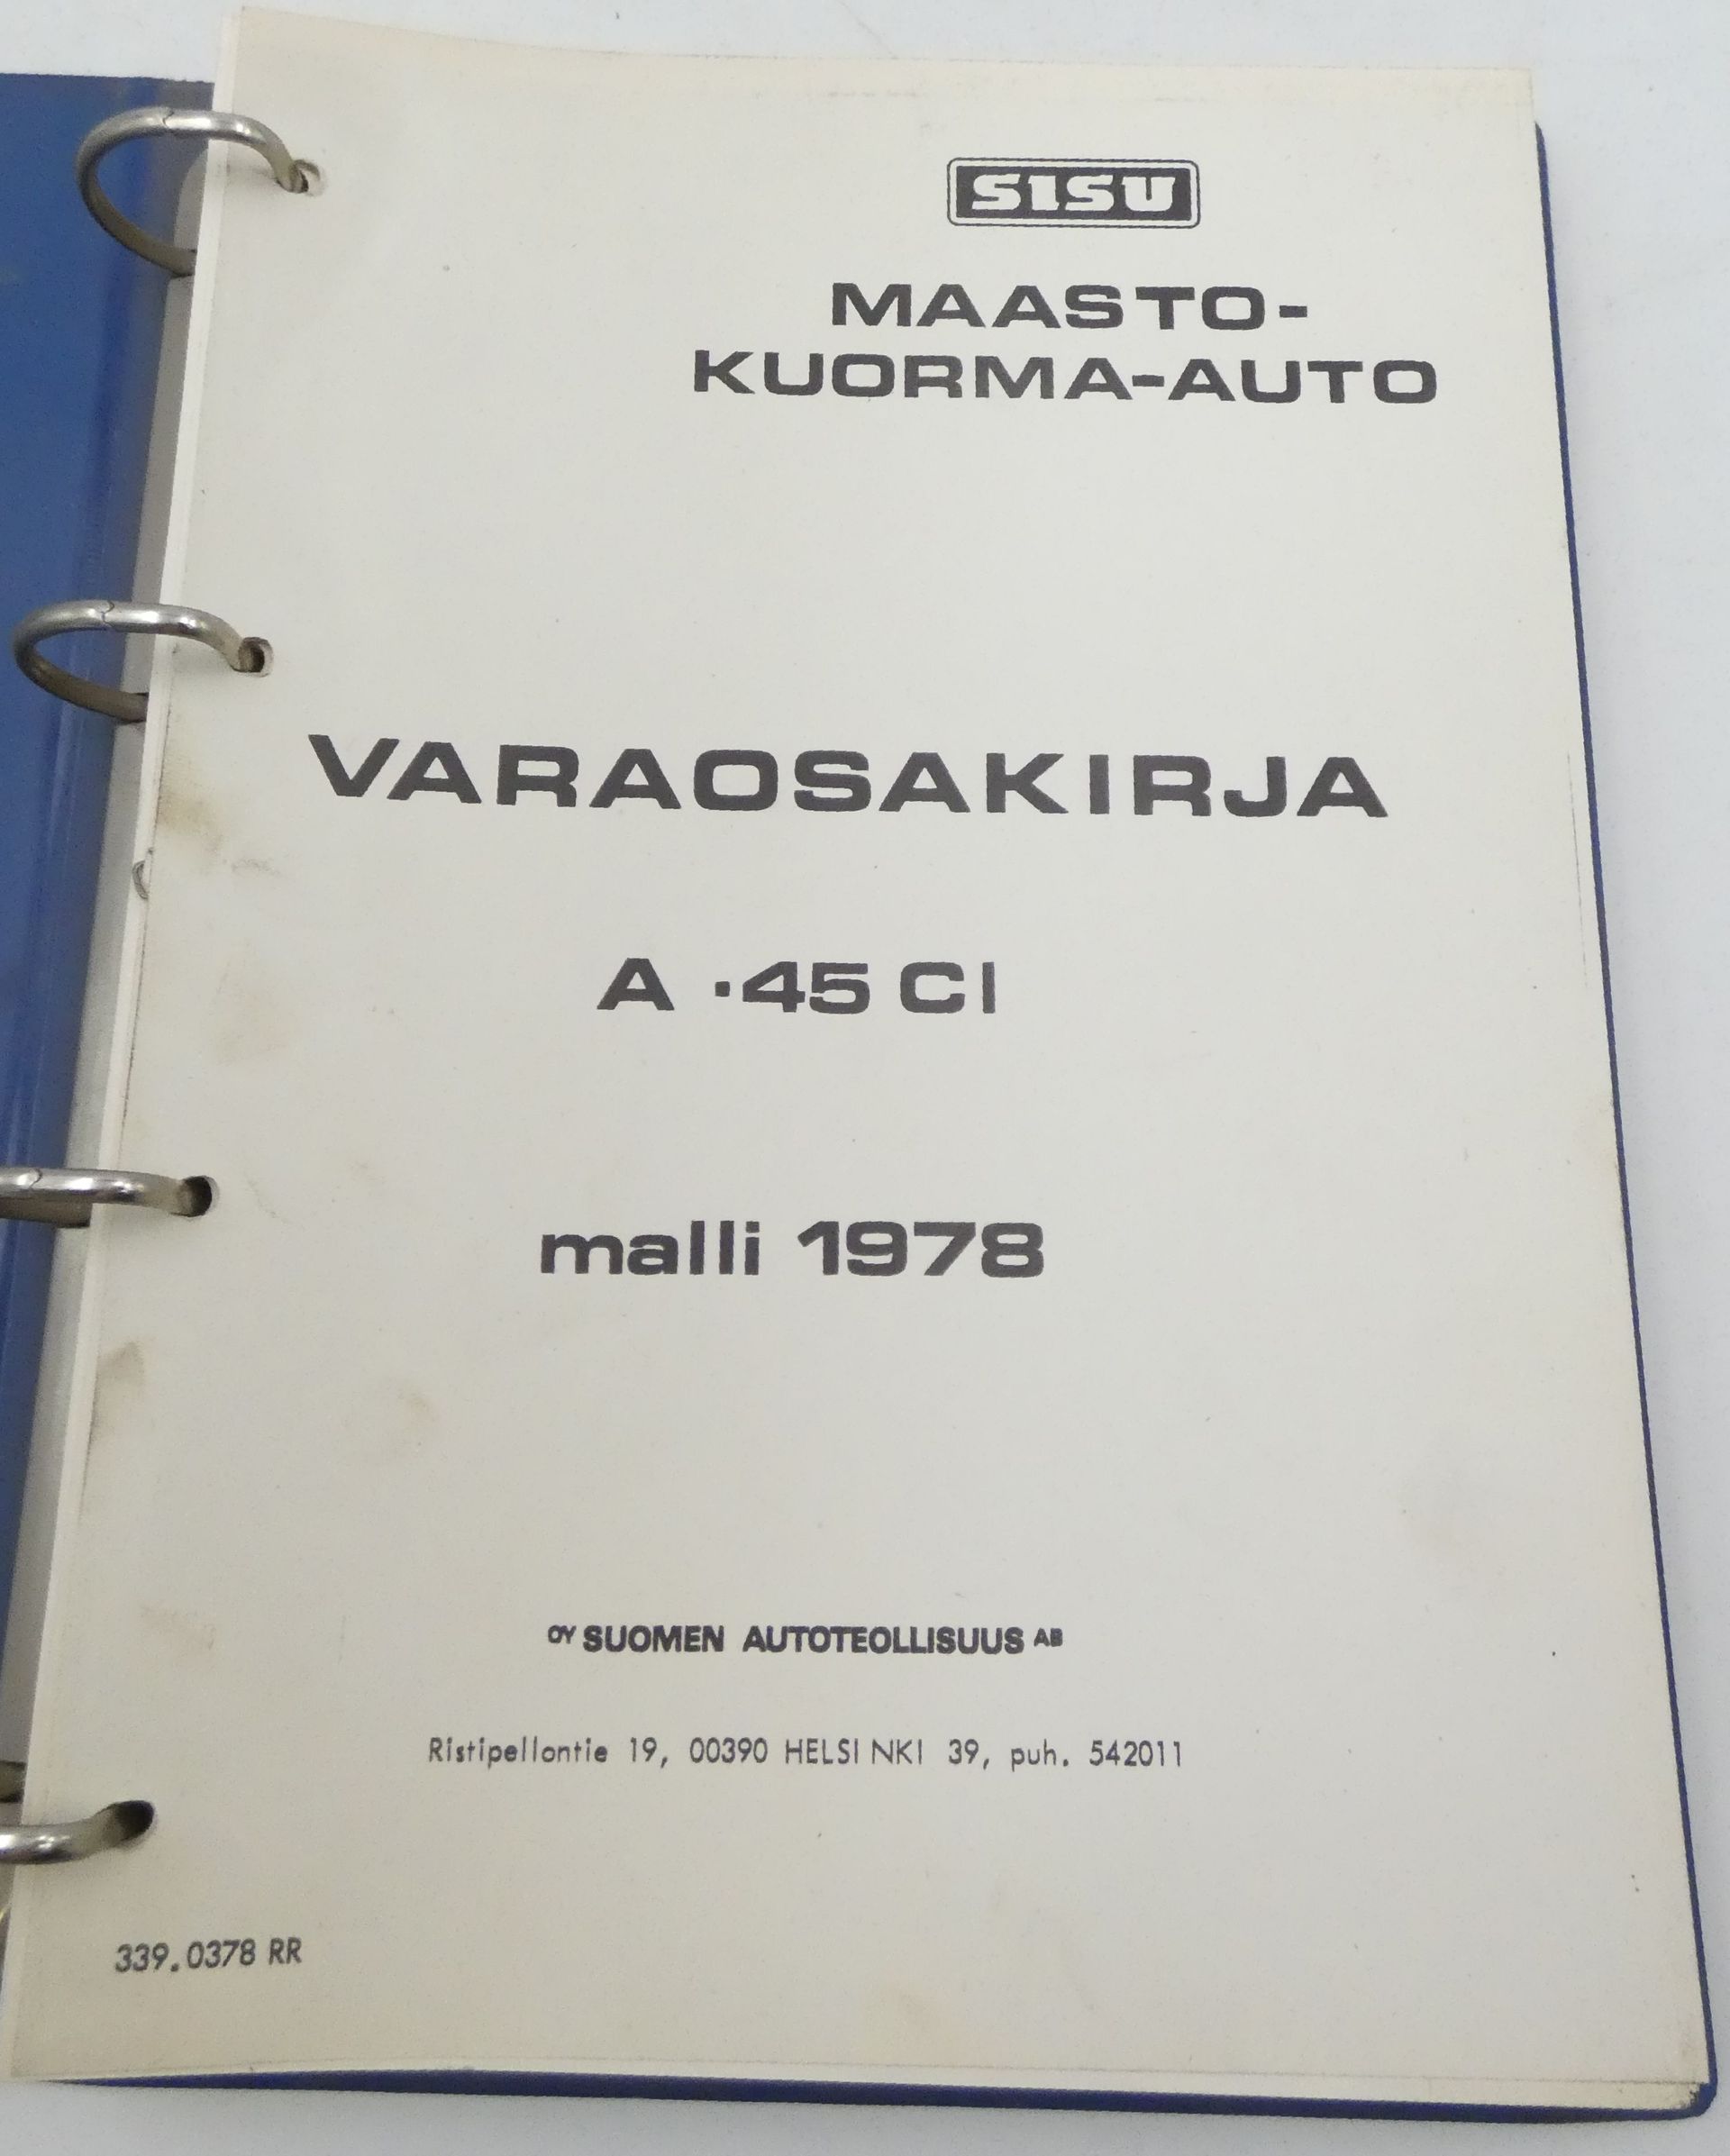 SISU
MAASTO-
KUORMA-AUTO
VARAOSAKIRJA
A ·45 CI
malli 1978
OY SUOMEN AUTOTEOLLISUUS AB
Ristipellontie 19, 00390 HELSINKI 39, puh. 542011
339.0378 RR